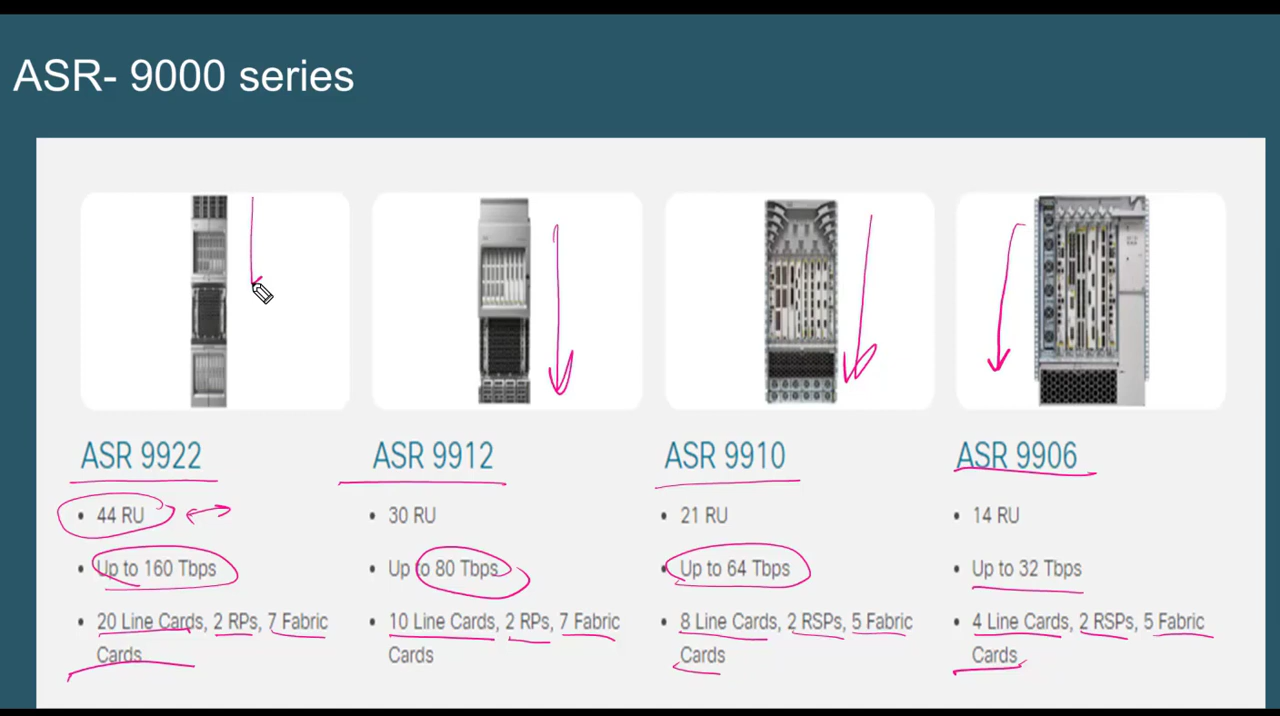 ASR- 9000 series
ASR 9922
• 44 RU
• Up to 160 Tbps
• 20 Line Cards, 2 RPs, 7 Fabric
Cards
ASR 9912
• 30 RU
• Up to 80 Tbps
• 10 Line Cards, 2 RPs, 7 Fabric
Cards
ASR 9910
• 21 RU
• Up to 64 Tbps
• 8 Line Cards, 2 RSPs, 5 Fabric
Cards
ASR 9906
• 14 RU
• Up to 32 Tbps
• 4 Line Cards, 2 RSPs, 5 Fabric
Cards